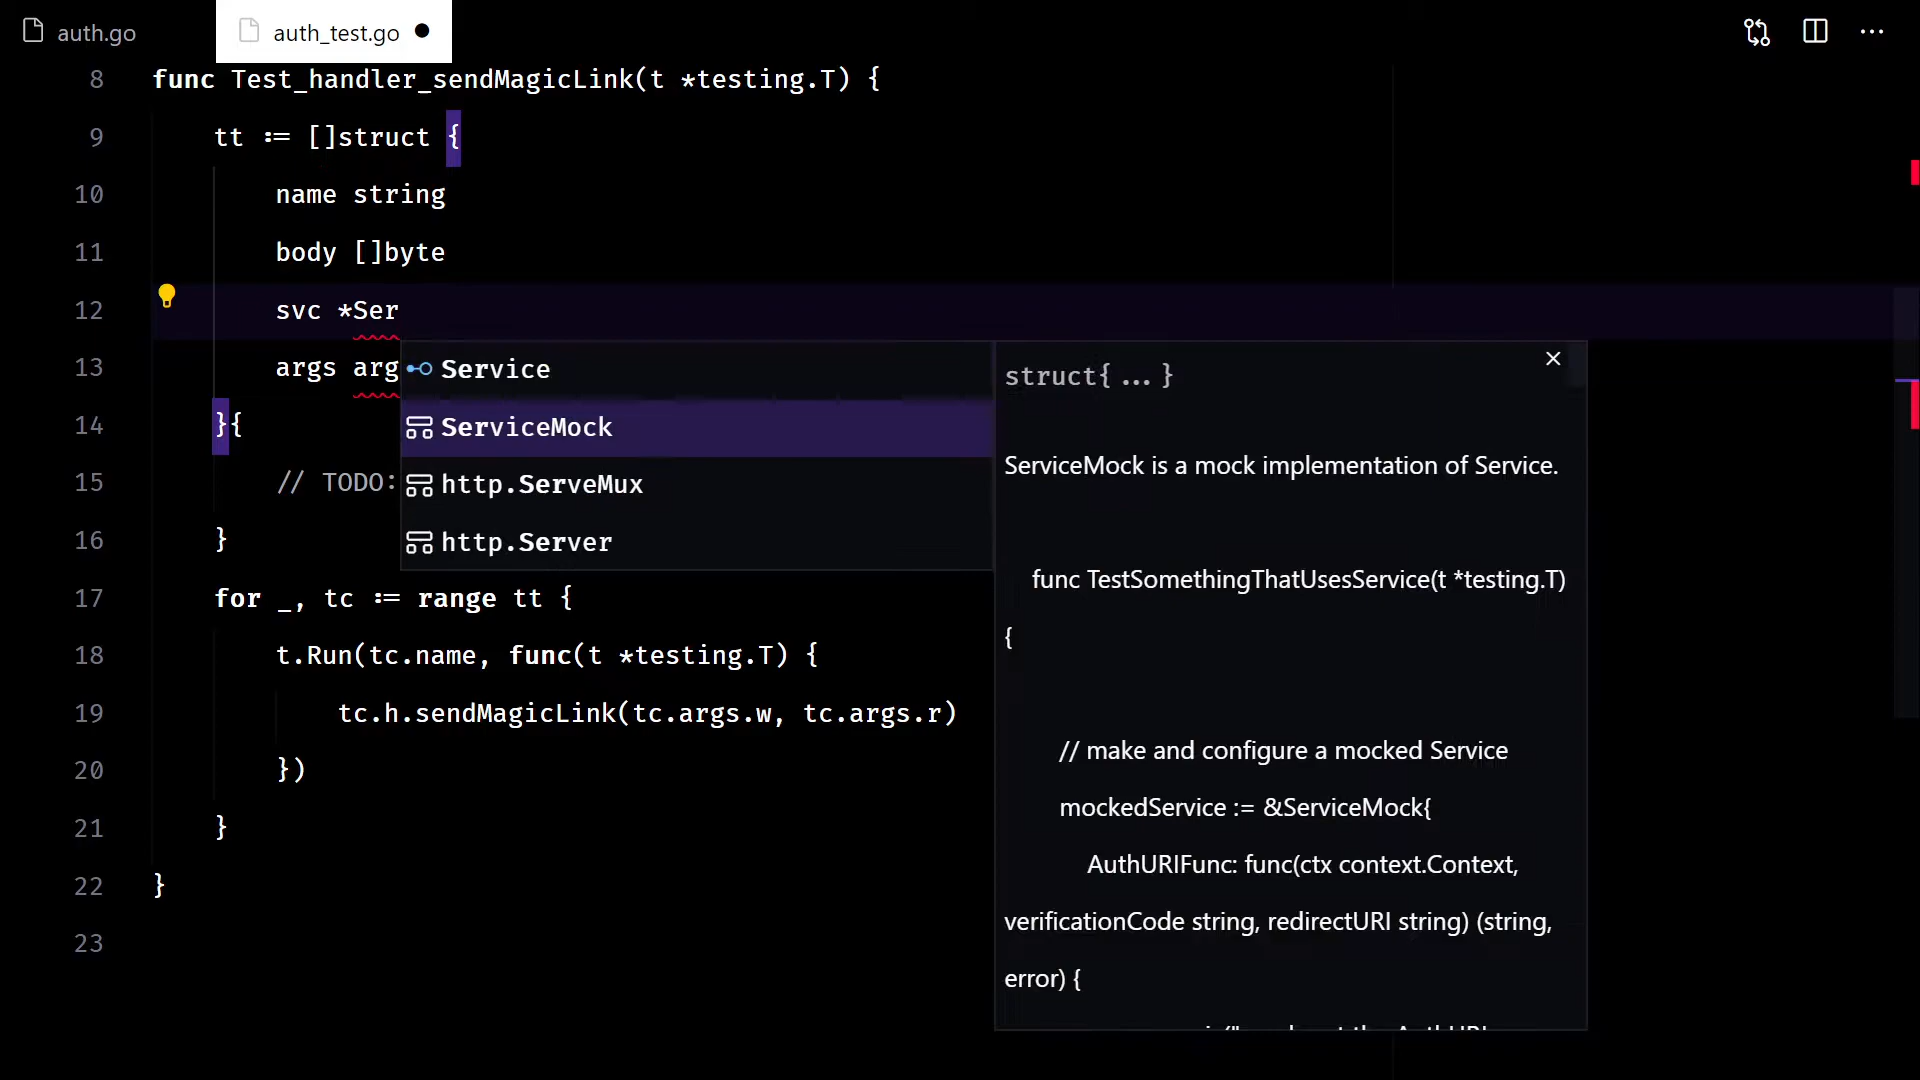 auth.go
auth_test.go
8 func Test_handler_sendMagicLink(t *testing.T) {
9 tt := []struct {
10 name string
11 body []byte
12 svc *Ser
13 args arg
14 }{
15 // TODO:
16 }
17 for _, tc := range tt {
18 t.Run(tc.name, func(t *testing.T) {
19 tc.h.sendMagicLink(tc.args.w, tc.args.r)
20 })
21 }
22 }
23
Service
ServiceMock
http.ServeMux
http.Server
struct{ ... }
ServiceMock is a mock implementation of Service.
func TestSomethingThatUsesService(t *testing.T)
{
// make and configure a mocked Service
mockedService := &ServiceMock{
AuthURIFunc: func(ctx context.Context,
verificationCode string, redirectURI string) (string,
error) {